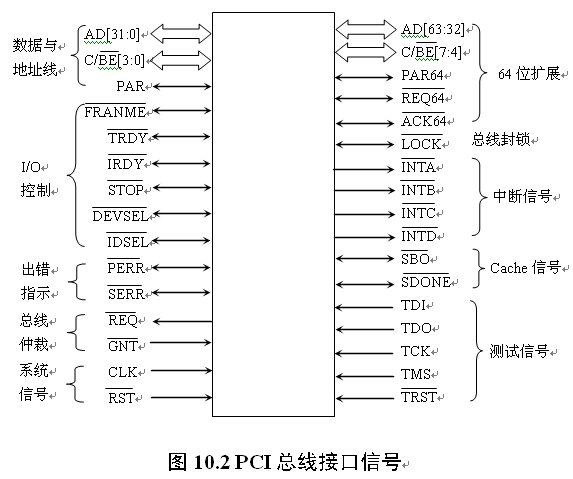 数据与
地址线
AD[31:0]
C/BE[3:0]
PAR
I/O
控制
FRANME
TRDY
IRDY
STOP
DEVSEL
IDSEL
出错
指示
PERR
SERR
总线
仲裁
REQ
GNT
系统
信号
CLK
RST
AD[63:32]
C/BE[7:4]
PAR64
REQ64
ACK64
64 位扩展
LOCK
总线封锁
INTA
INTB
INTC
INTD
中断信号
SBO
SDONE
Cache 信号
TDI
TDO
TCK
TMS
TRST
测试信号
图 10.2 PCI 总线接口信号